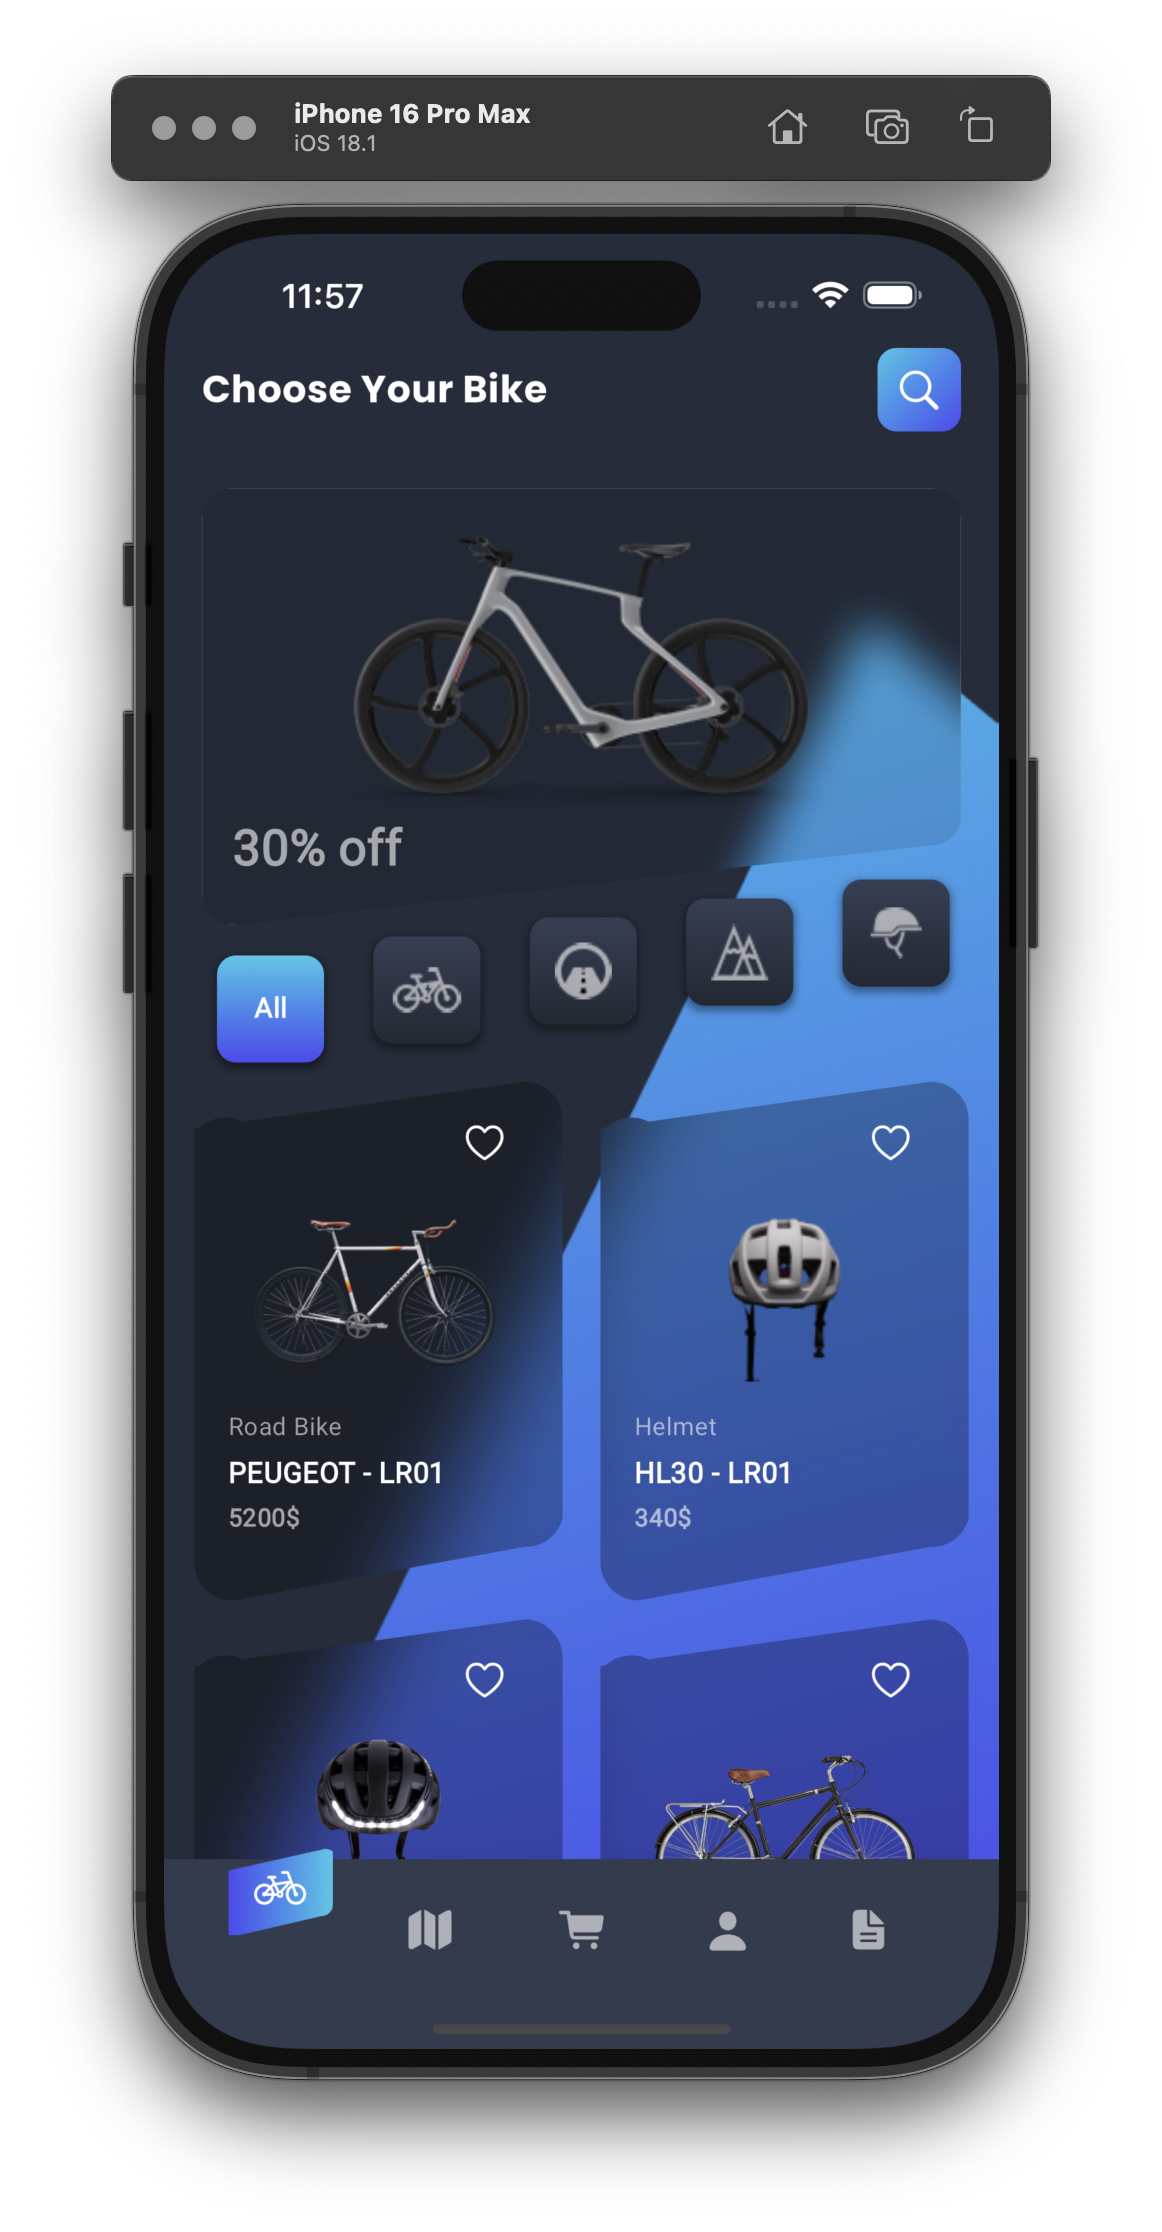 iPhone 16 Pro Max
iOS 18.1
11:57
Choose Your Bike
30% off
All
Road Bike
PEUGEOT - LR01
5200$
Helmet
HL30 - LR01
340$